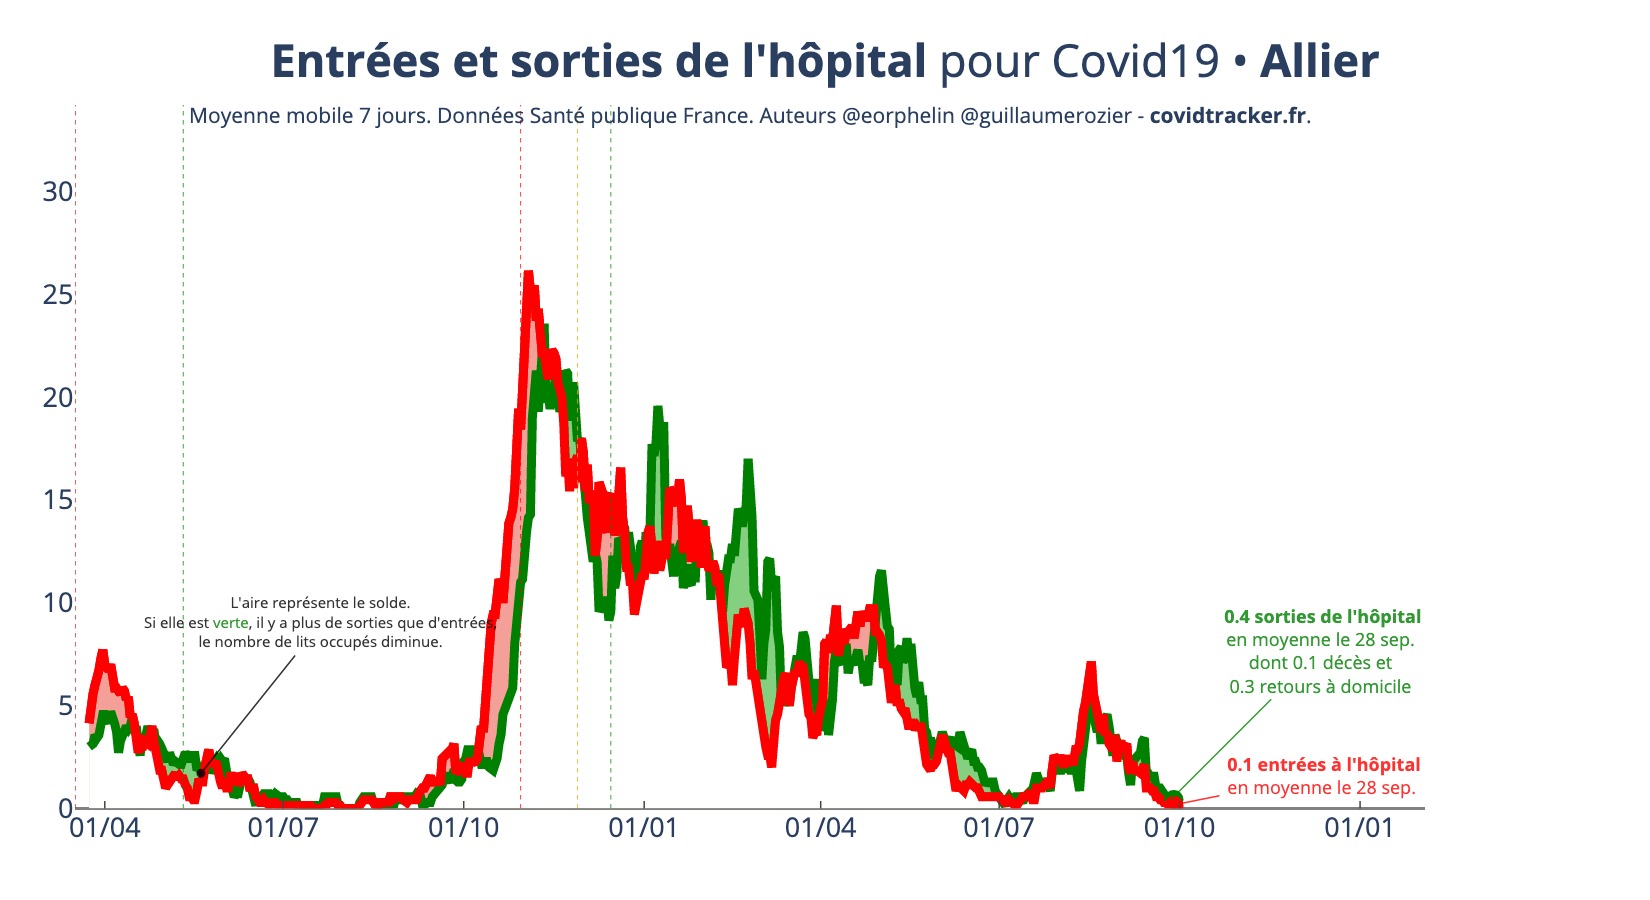 Entrées et sorties de l'hôpital pour Covid19 • Allier
Moyenne mobile 7 jours. Données Santé publique France. Auteurs @eorphelin @guillaumerozier - covidtracker.fr.
30
25
20
15
10
5
0
L'aire représente le solde.
Si elle est verte, il y a plus de sorties que d'entrées,
le nombre de lits occupés diminue.
0.4 sorties de l'hôpital
en moyenne le 28 sep.
dont 0.1 décès et
0.3 retours à domicile
0.1 entrées à l'hôpital
en moyenne le 28 sep.
01/04 01/07 01/10 01/01 01/04 01/07 01/10 01/01